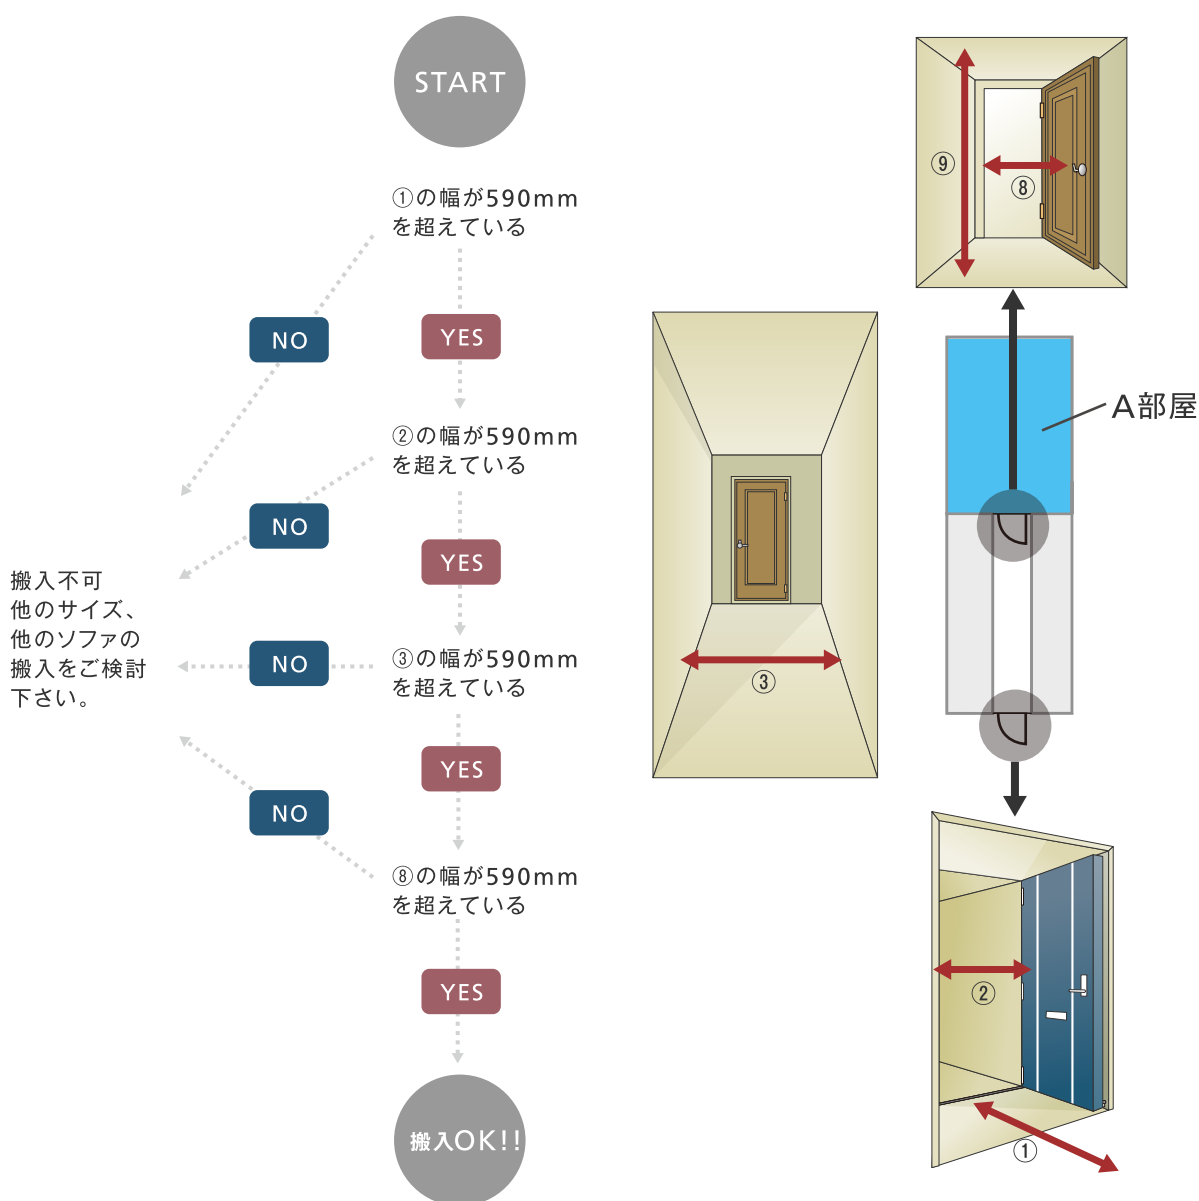 START
①の幅が590mm
を超えている
NO
YES
②の幅が590mm
を超えている
NO
YES
搬入不可
他のサイズ、
他のソファの
搬入をご検討
下さい。
③の幅が590mm
を超えている
NO
YES
⑧の幅が590mm
を超えている
NO
YES
搬入OK!!
③
⑨
⑧
A部屋
②
①